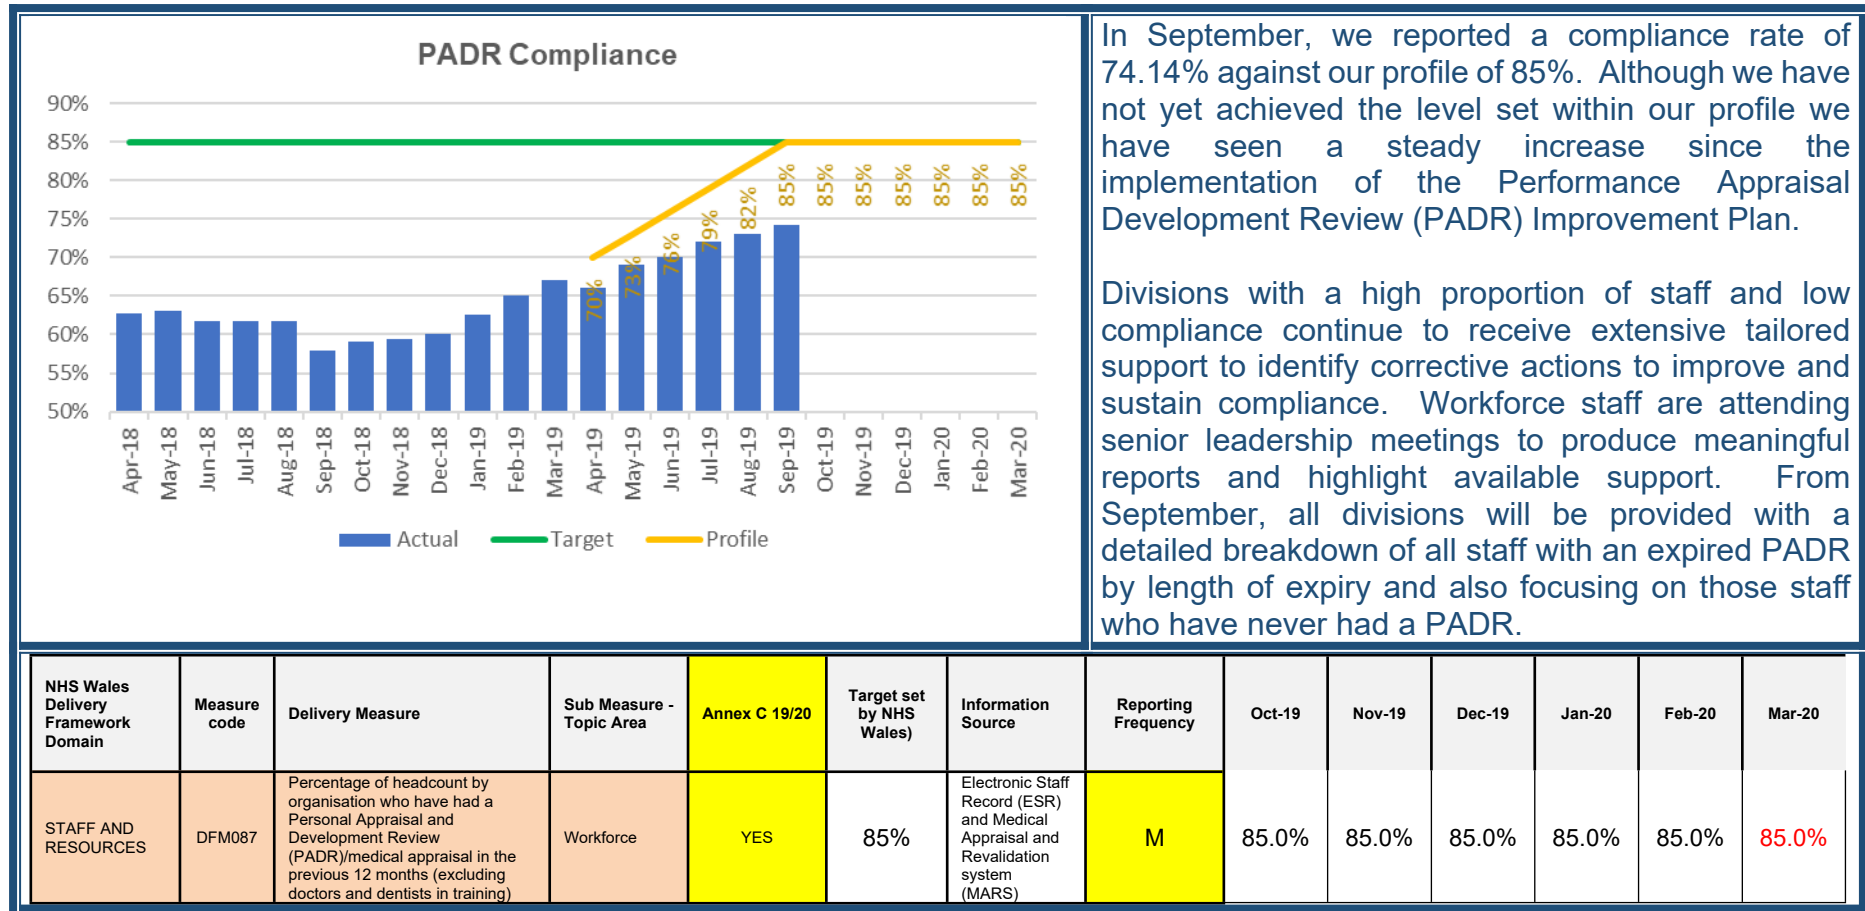 PADR Compliance
90%
85%
80%
75%
70%
65%
60%
55%
50%
70%
73%
76%
79%
82%
85%
85%
85%
85%
85%
85%
85%
Apr-18
May-18
Jun-18
Jul-18
Aug-18
Sep-18
Oct-18
Nov-18
Dec-18
Jan-19
Feb-19
Mar-19
Apr-19
May-19
Jun-19
Jul-19
Aug-19
Sep-19
Oct-19
Nov-19
Dec-19
Jan-20
Feb-20
Mar-20
Actual Target Profile
In September, we reported a compliance rate of
74.14% against our profile of 85%. Although we have
not yet achieved the level set within our profile we
have seen a steady increase since the
implementation of the Performance Appraisal
Development Review (PADR) Improvement Plan.
Divisions with a high proportion of staff and low
compliance continue to receive extensive tailored
support to identify corrective actions to improve and
sustain compliance. Workforce staff are attending
senior leadership meetings to produce meaningful
reports and highlight available support. From
September, all divisions will be provided with a
detailed breakdown of all staff with an expired PADR
by length of expiry and also focusing on those staff
who have never had a PADR.
NHS Wales
Delivery
Framework
Domain
Measure
code
Delivery Measure
Sub Measure -
Topic Area
Annex C 19/20
Target set
by NHS
Wales)
Information
Source
Reporting
Frequency
Oct-19
Nov-19
Dec-19
Jan-20
Feb-20
Mar-20
STAFF AND
RESOURCES
DFM087
Percentage of headcount by
organisation who have had a
Personal Appraisal and
Development Review
(PADR)/medical appraisal in the
previous 12 months (excluding
doctors and dentists in training)
Workforce
YES
85%
Electronic Staff
Record (ESR)
and Medical
Appraisal and
Revalidation
system
(MARS)
M
85.0%
85.0%
85.0%
85.0%
85.0%
85.0%